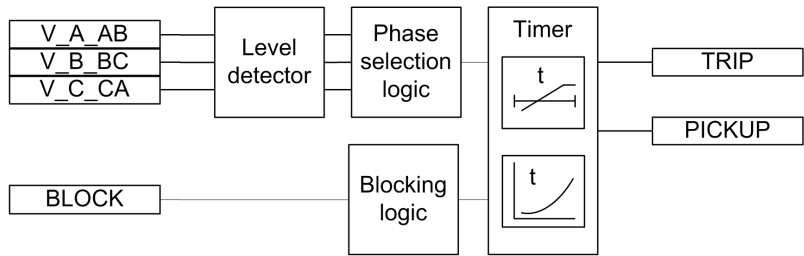 V_A_AB
V_B_BC
V_C_CA
Level
detector
Phase
selection
logic
Timer
t
TRIP
PICKUP
BLOCK
Blocking
logic
t